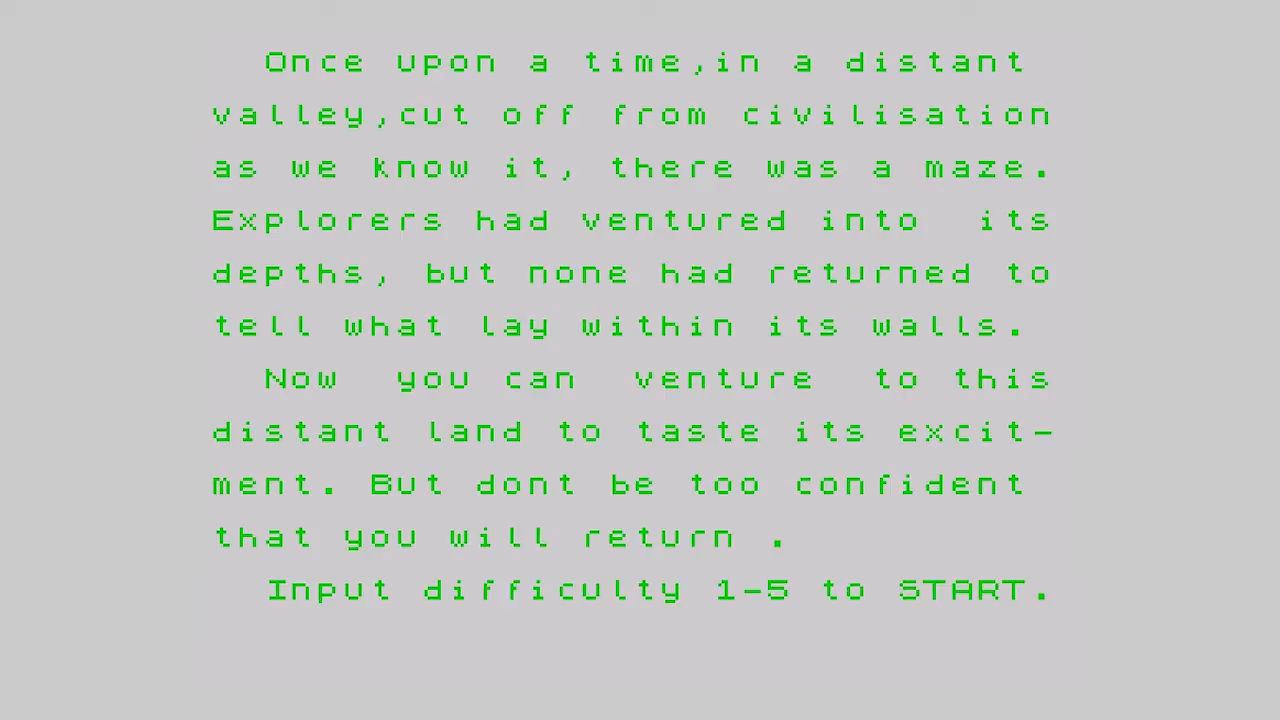 Once upon a time,in a distant
valley,cut off from civilisation
as we know it, there was a maze.
Explorers had ventured into  its
depths, but none had returned to
tell what lay within its walls.
Now  you can  venture  to this
distant land to taste its excit-
ment. But dont be too confident
that you will return .
Input difficulty 1-5 to START.